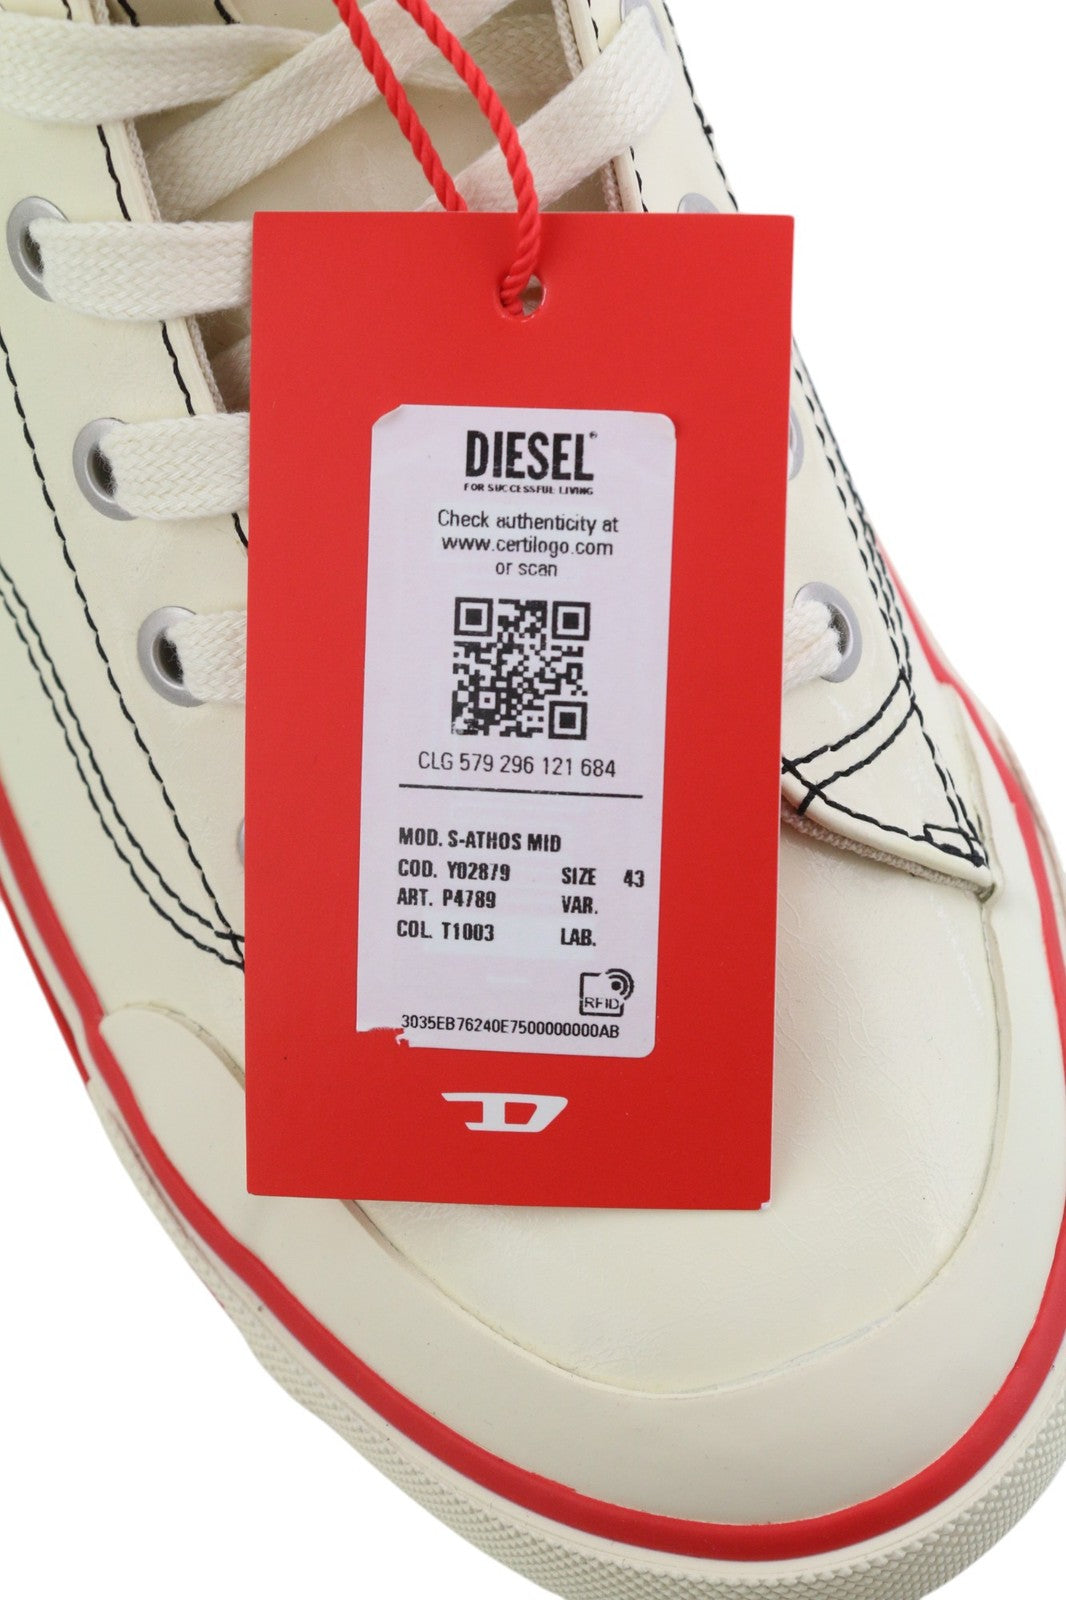 DIESEL
FOR SUCCESSFUL LIVING
Check authenticity at
www.certilogo.com
or scan
CLG 579 296 121 684
MOD. S-ATHOS MID
COD. Y02879 SIZE 43
ART. P4789 VAR.
COL. T1003 LAB.
RFID
3035EB76240E7500000000AB
D